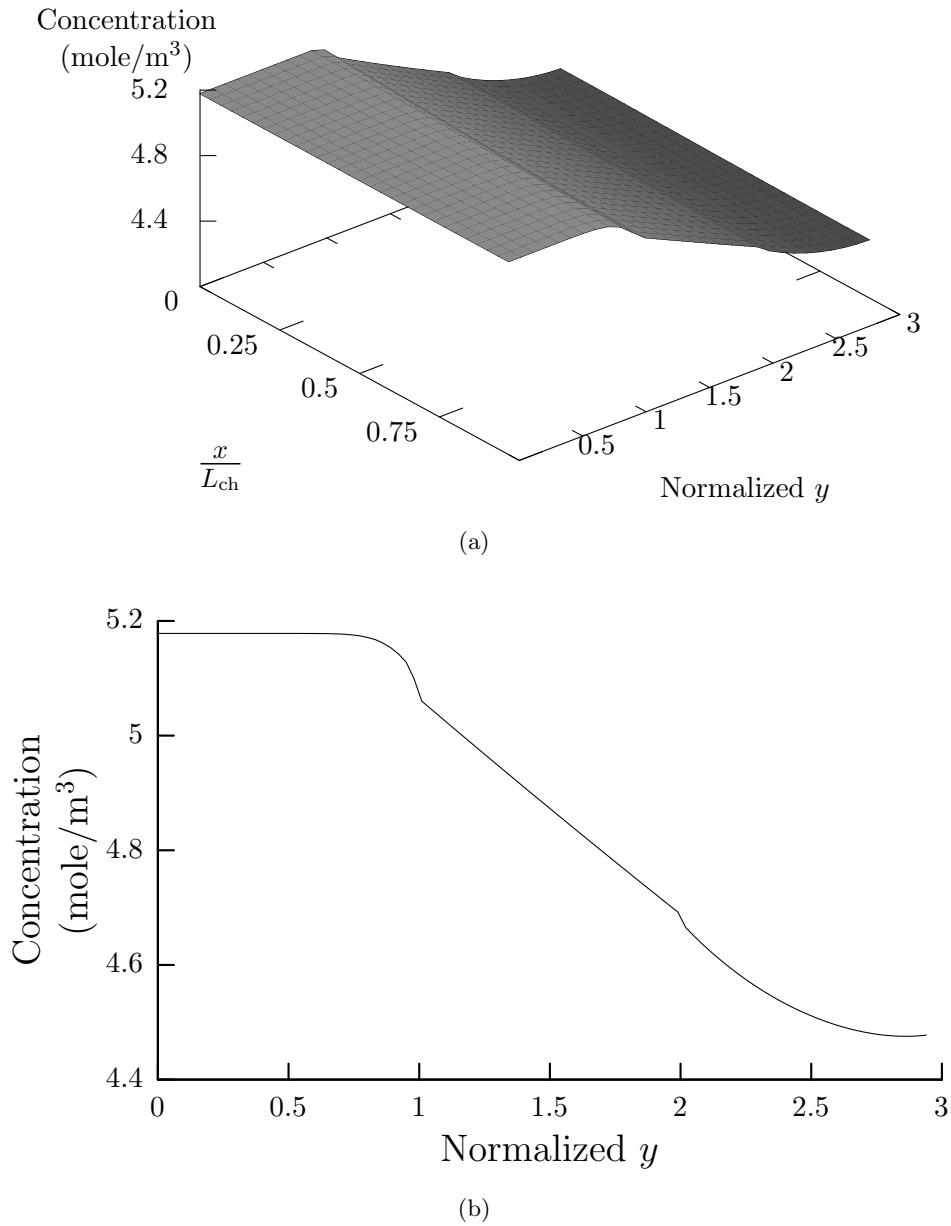 Concentration
(mole/m³)
5.2
4.8
4.4
0
0.25
0.5
0.75
x
L_ch
0.5
1
1.5
2
2.5
3
Normalized y
(a)
5.2
5
4.8
4.6
4.4
Concentration
(mole/m³)
0
0.5
1
1.5
2
2.5
3
Normalized y
(b)